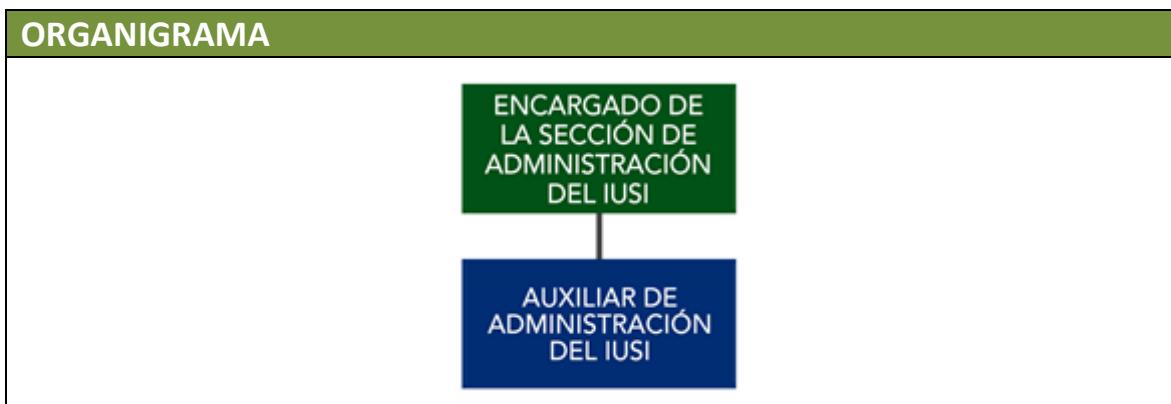 ORGANIGRAMA
ENCARGADO DE
LA SECCIÓN DE
ADMINISTRACIÓN
DEL IUSI
AUXILIAR DE
ADMINISTRACIÓN
DEL IUSI